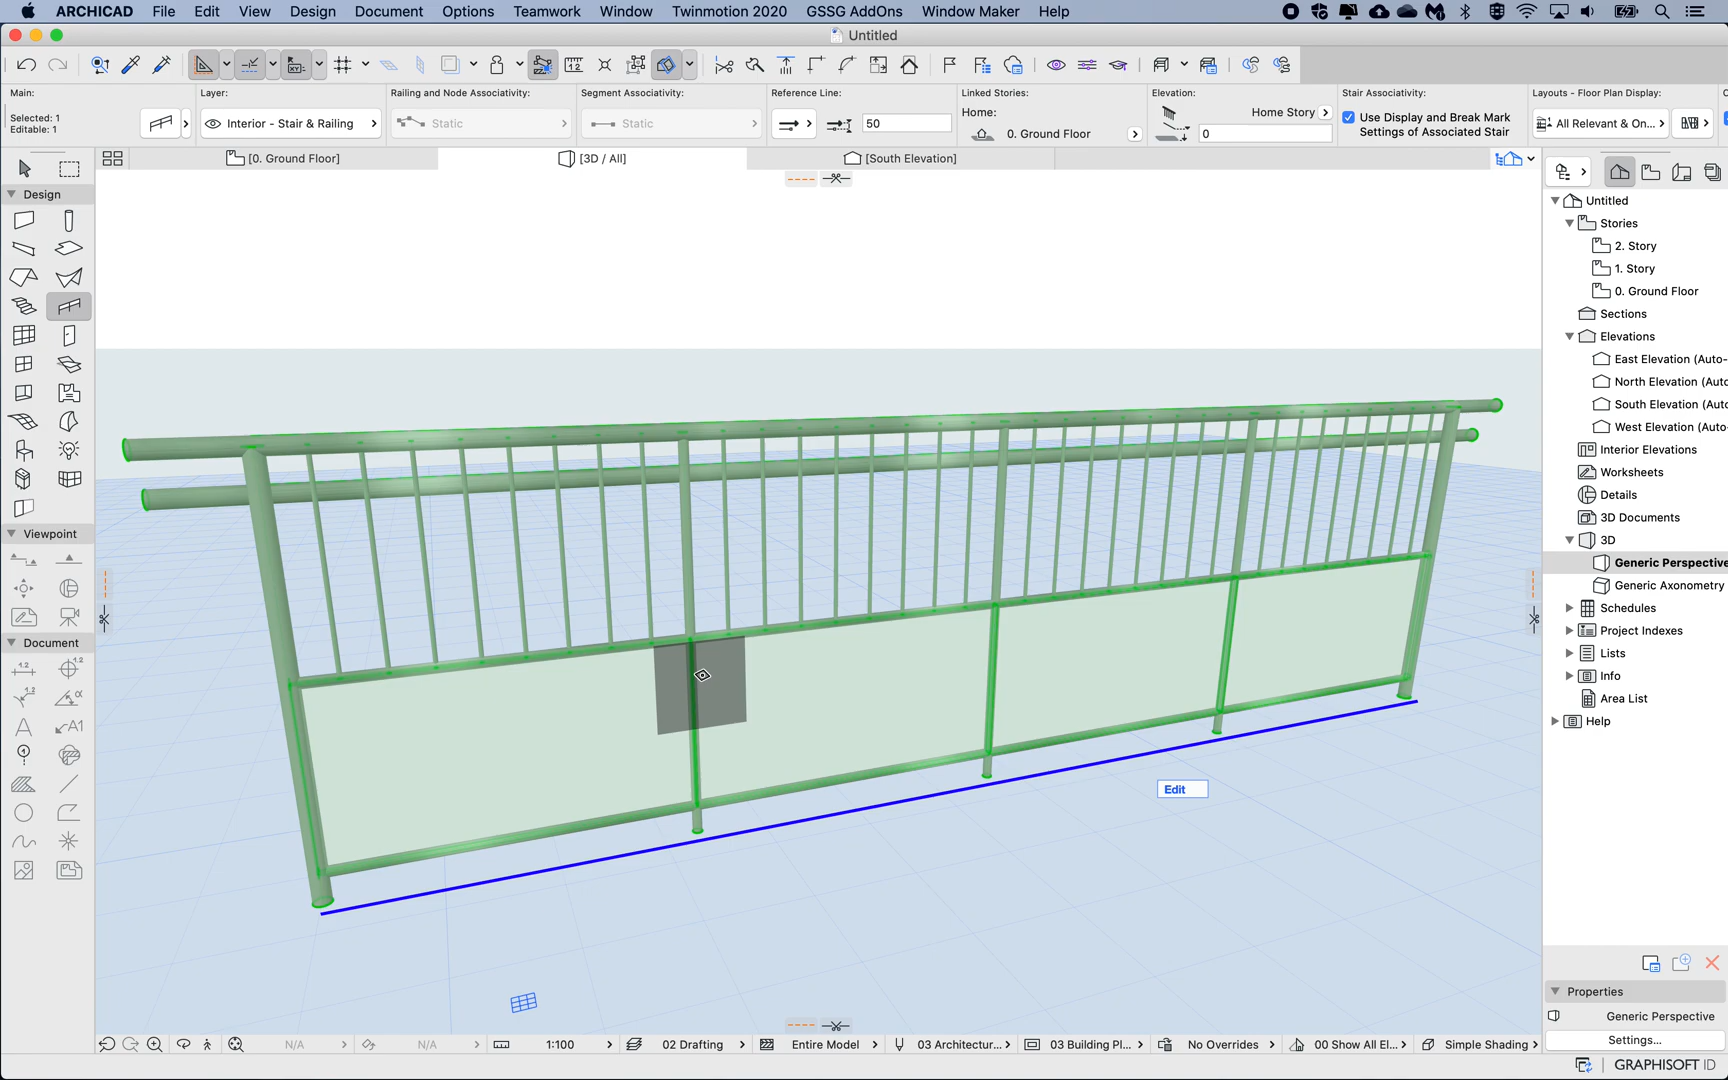 ARCHICAD File Edit View Design Document Options Teamwork Window Twinmotion 2020 GSSG AddOns Window Maker Help
Untitled
Main: Layer: Railing and Node Associativity: Segment Associativity: Reference Line: Linked Stories: Elevation: Stair Associativity: Layouts - Floor Plan Display:
Selected: 1
Editable: 1
Interior - Stair & Railing
Static
Static
50
Home:
0. Ground Floor
Home Story
0
Use Display and Break Mark
Settings of Associated Stair
All Relevant & On...
[0. Ground Floor]
[3D / All]
[South Elevation]
Design
Viewpoint
Document
A
A1
Edit
Untitled
Stories
2. Story
1. Story
0. Ground Floor
Sections
Elevations
East Elevation (Auto-
North Elevation (Auto
South Elevation (Auto
West Elevation (Auto-
Interior Elevations
Worksheets
Details
3D Documents
3D
Generic Perspective
Generic Axonometry
Schedules
Project Indexes
Lists
Info
Area List
Help
Properties
Generic Perspective
Settings...
N/A
N/A
1:100
02 Drafting
Entire Model
03 Architectur...
03 Building Pl...
No Overrides
00 Show All El...
Simple Shading
GRAPHISOFT ID